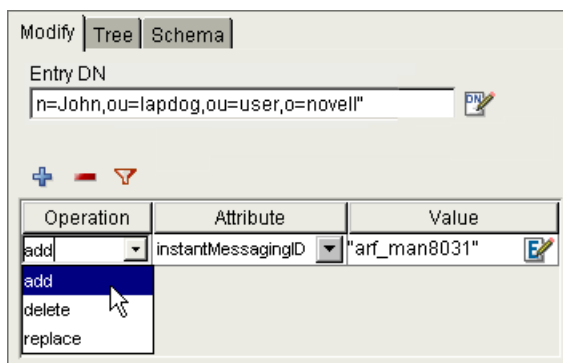 Modify Tree Schema
Entry DN
n=John,ou=lapdog,ou=user,o=novell"
DN
Operation Attribute Value
add instantMessagingID "arf_man8031" E
add
delete
replace